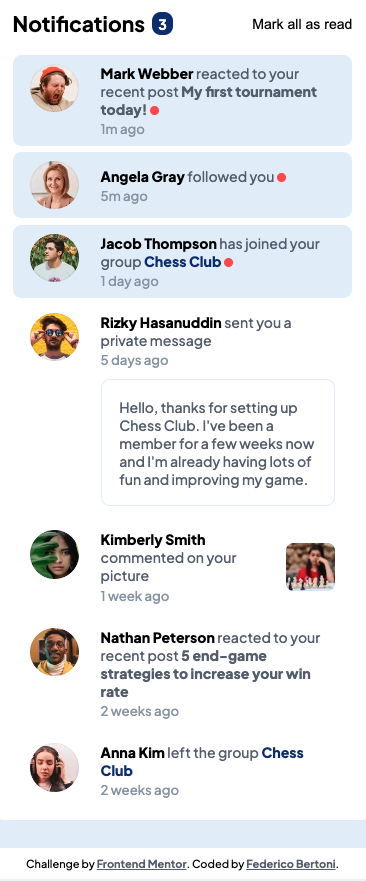 Notifications 3 Mark all as read
Mark Webber reacted to your
recent post My first tournament
today!
1m ago
Angela Gray followed you
5m ago
Jacob Thompson has joined your
group Chess Club
1 day ago
Rizky Hasanuddin sent you a
private message
5 days ago
Hello, thanks for setting up
Chess Club. I've been a
member for a few weeks now
and I'm already having lots of
fun and improving my game.
Kimberly Smith
commented on your
picture
1 week ago
Nathan Peterson reacted to your
recent post 5 end-game
strategies to increase your win
rate
2 weeks ago
Anna Kim left the group Chess
Club
2 weeks ago
Challenge by Frontend Mentor. Coded by Federico Bertoni.